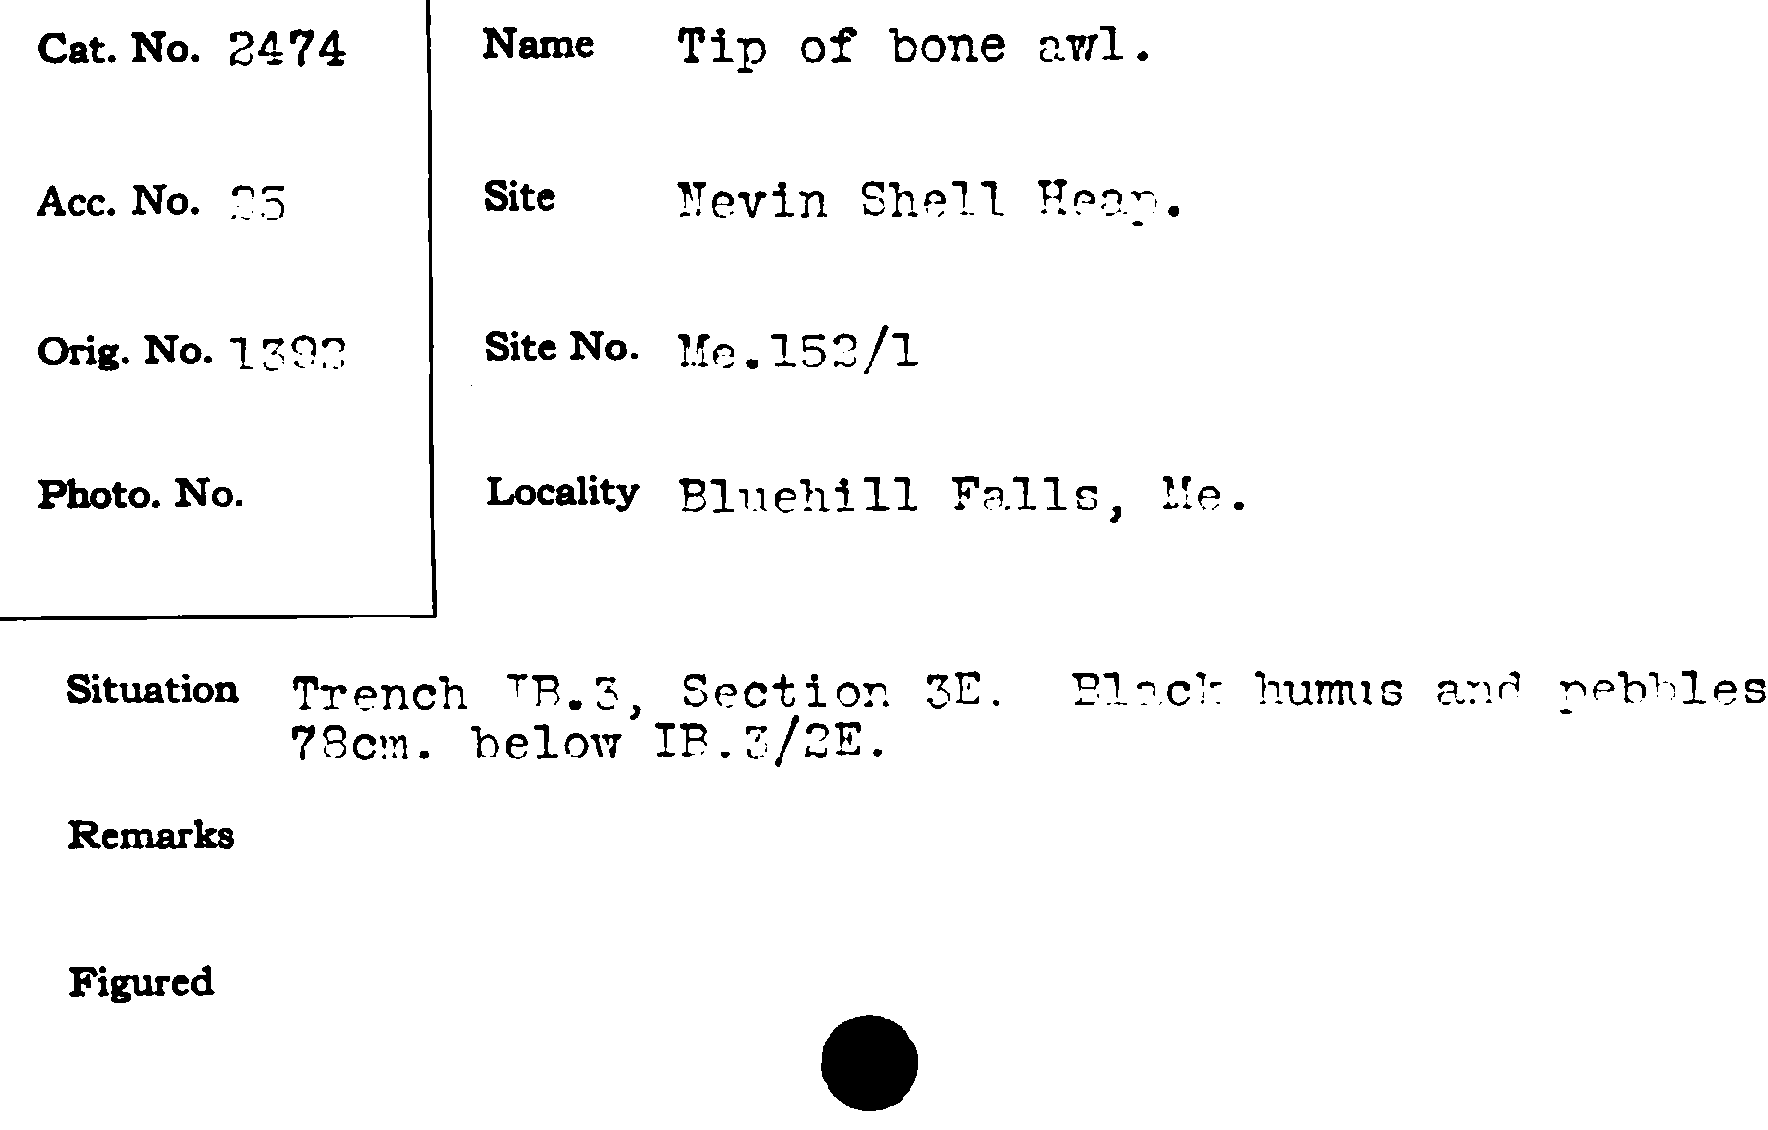 Cat. No. 2474
Name Tip of bone awl.
Acc. No. 25
Site Nevin Shell Heap.
Orig. No. 1392
Site No. Me.152/1
Photo. No.
Locality Bluehill Falls, Me.
Situation Trench IB.3, Section 3E. Black humus and pebbles
78cm. below IB.3/2E.
Remarks
Figured